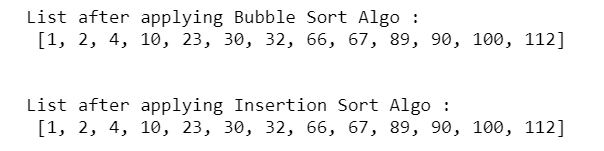 List after applying Bubble Sort Algo :
[1, 2, 4, 10, 23, 30, 32, 66, 67, 89, 90, 100, 112]
List after applying Insertion Sort Algo :
[1, 2, 4, 10, 23, 30, 32, 66, 67, 89, 90, 100, 112]